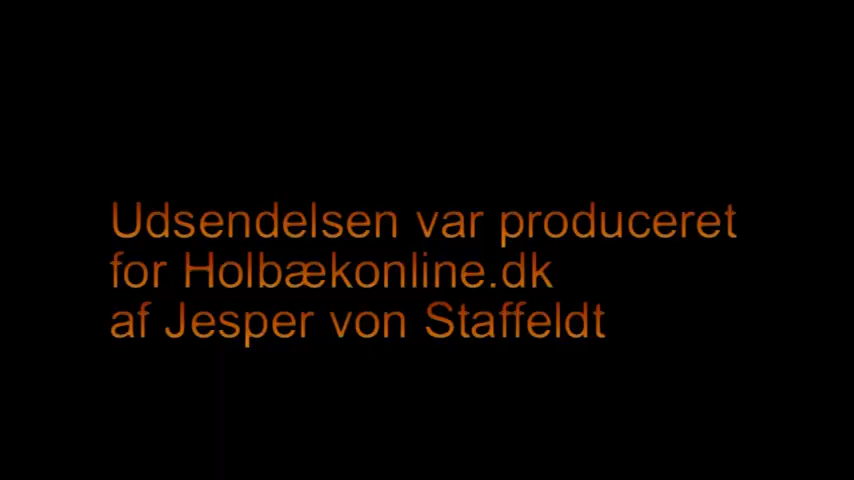 Udsendelsen var produceret
for Holbækonline.dk
af Jesper von Staffeldt